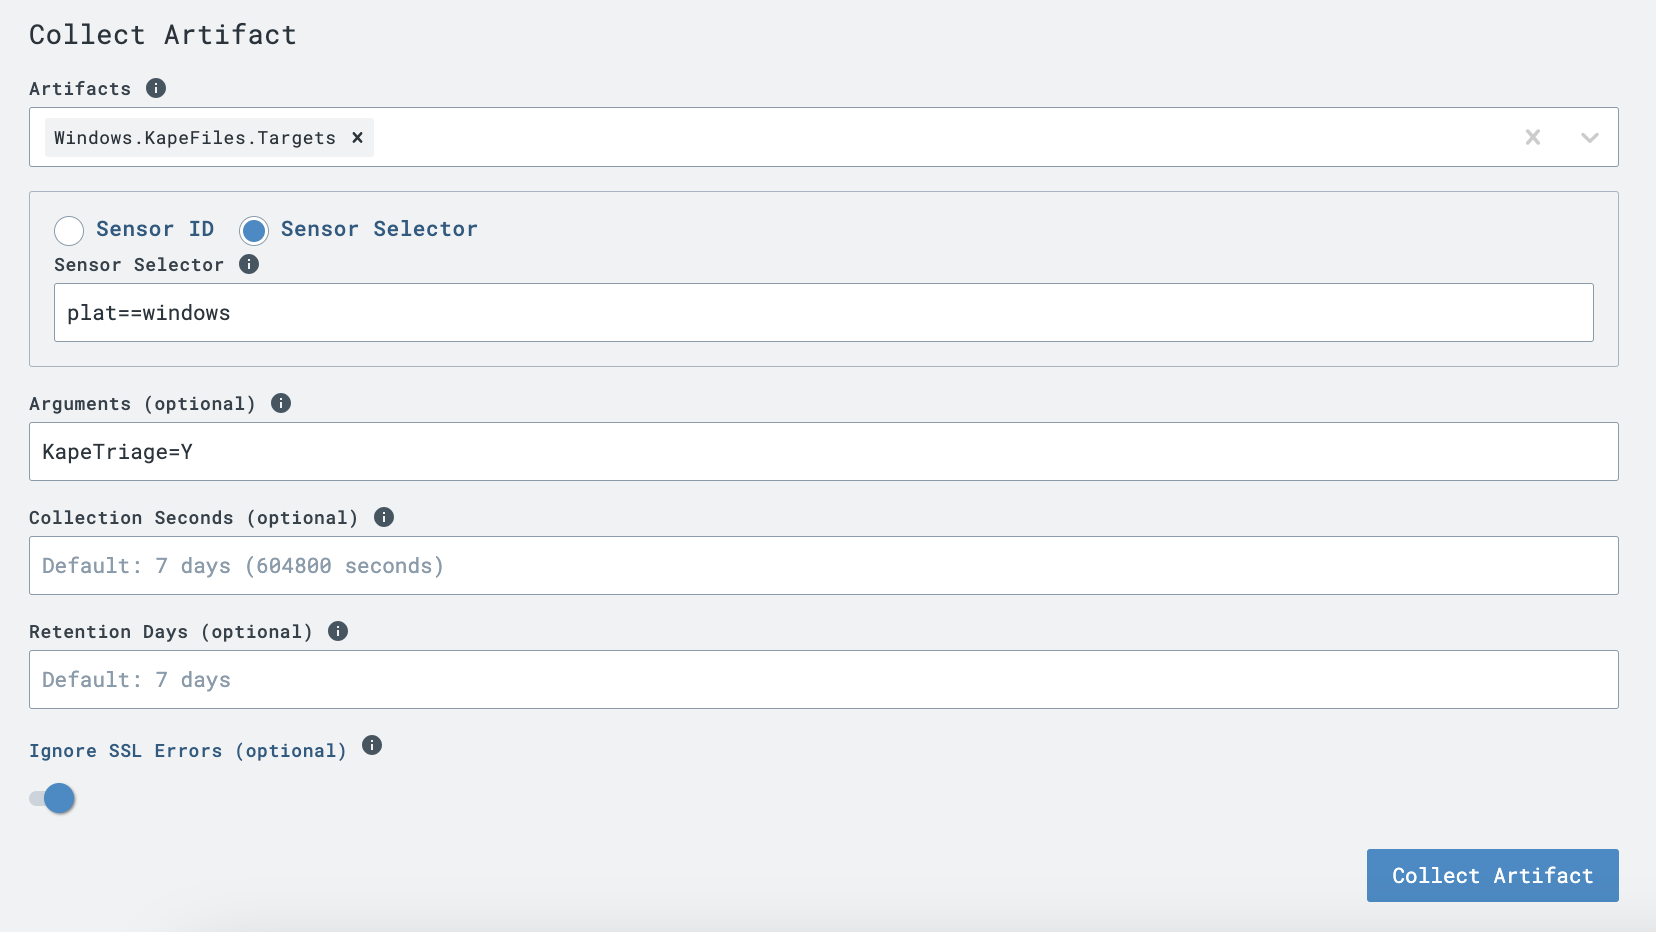 Collect Artifact
Artifacts
Windows.KapeFiles.Targets
Sensor ID Sensor Selector
Sensor Selector
plat==windows
Arguments (optional)
KapeTriage=Y
Collection Seconds (optional)
Default: 7 days (604800 seconds)
Retention Days (optional)
Default: 7 days
Ignore SSL Errors (optional)
Collect Artifact